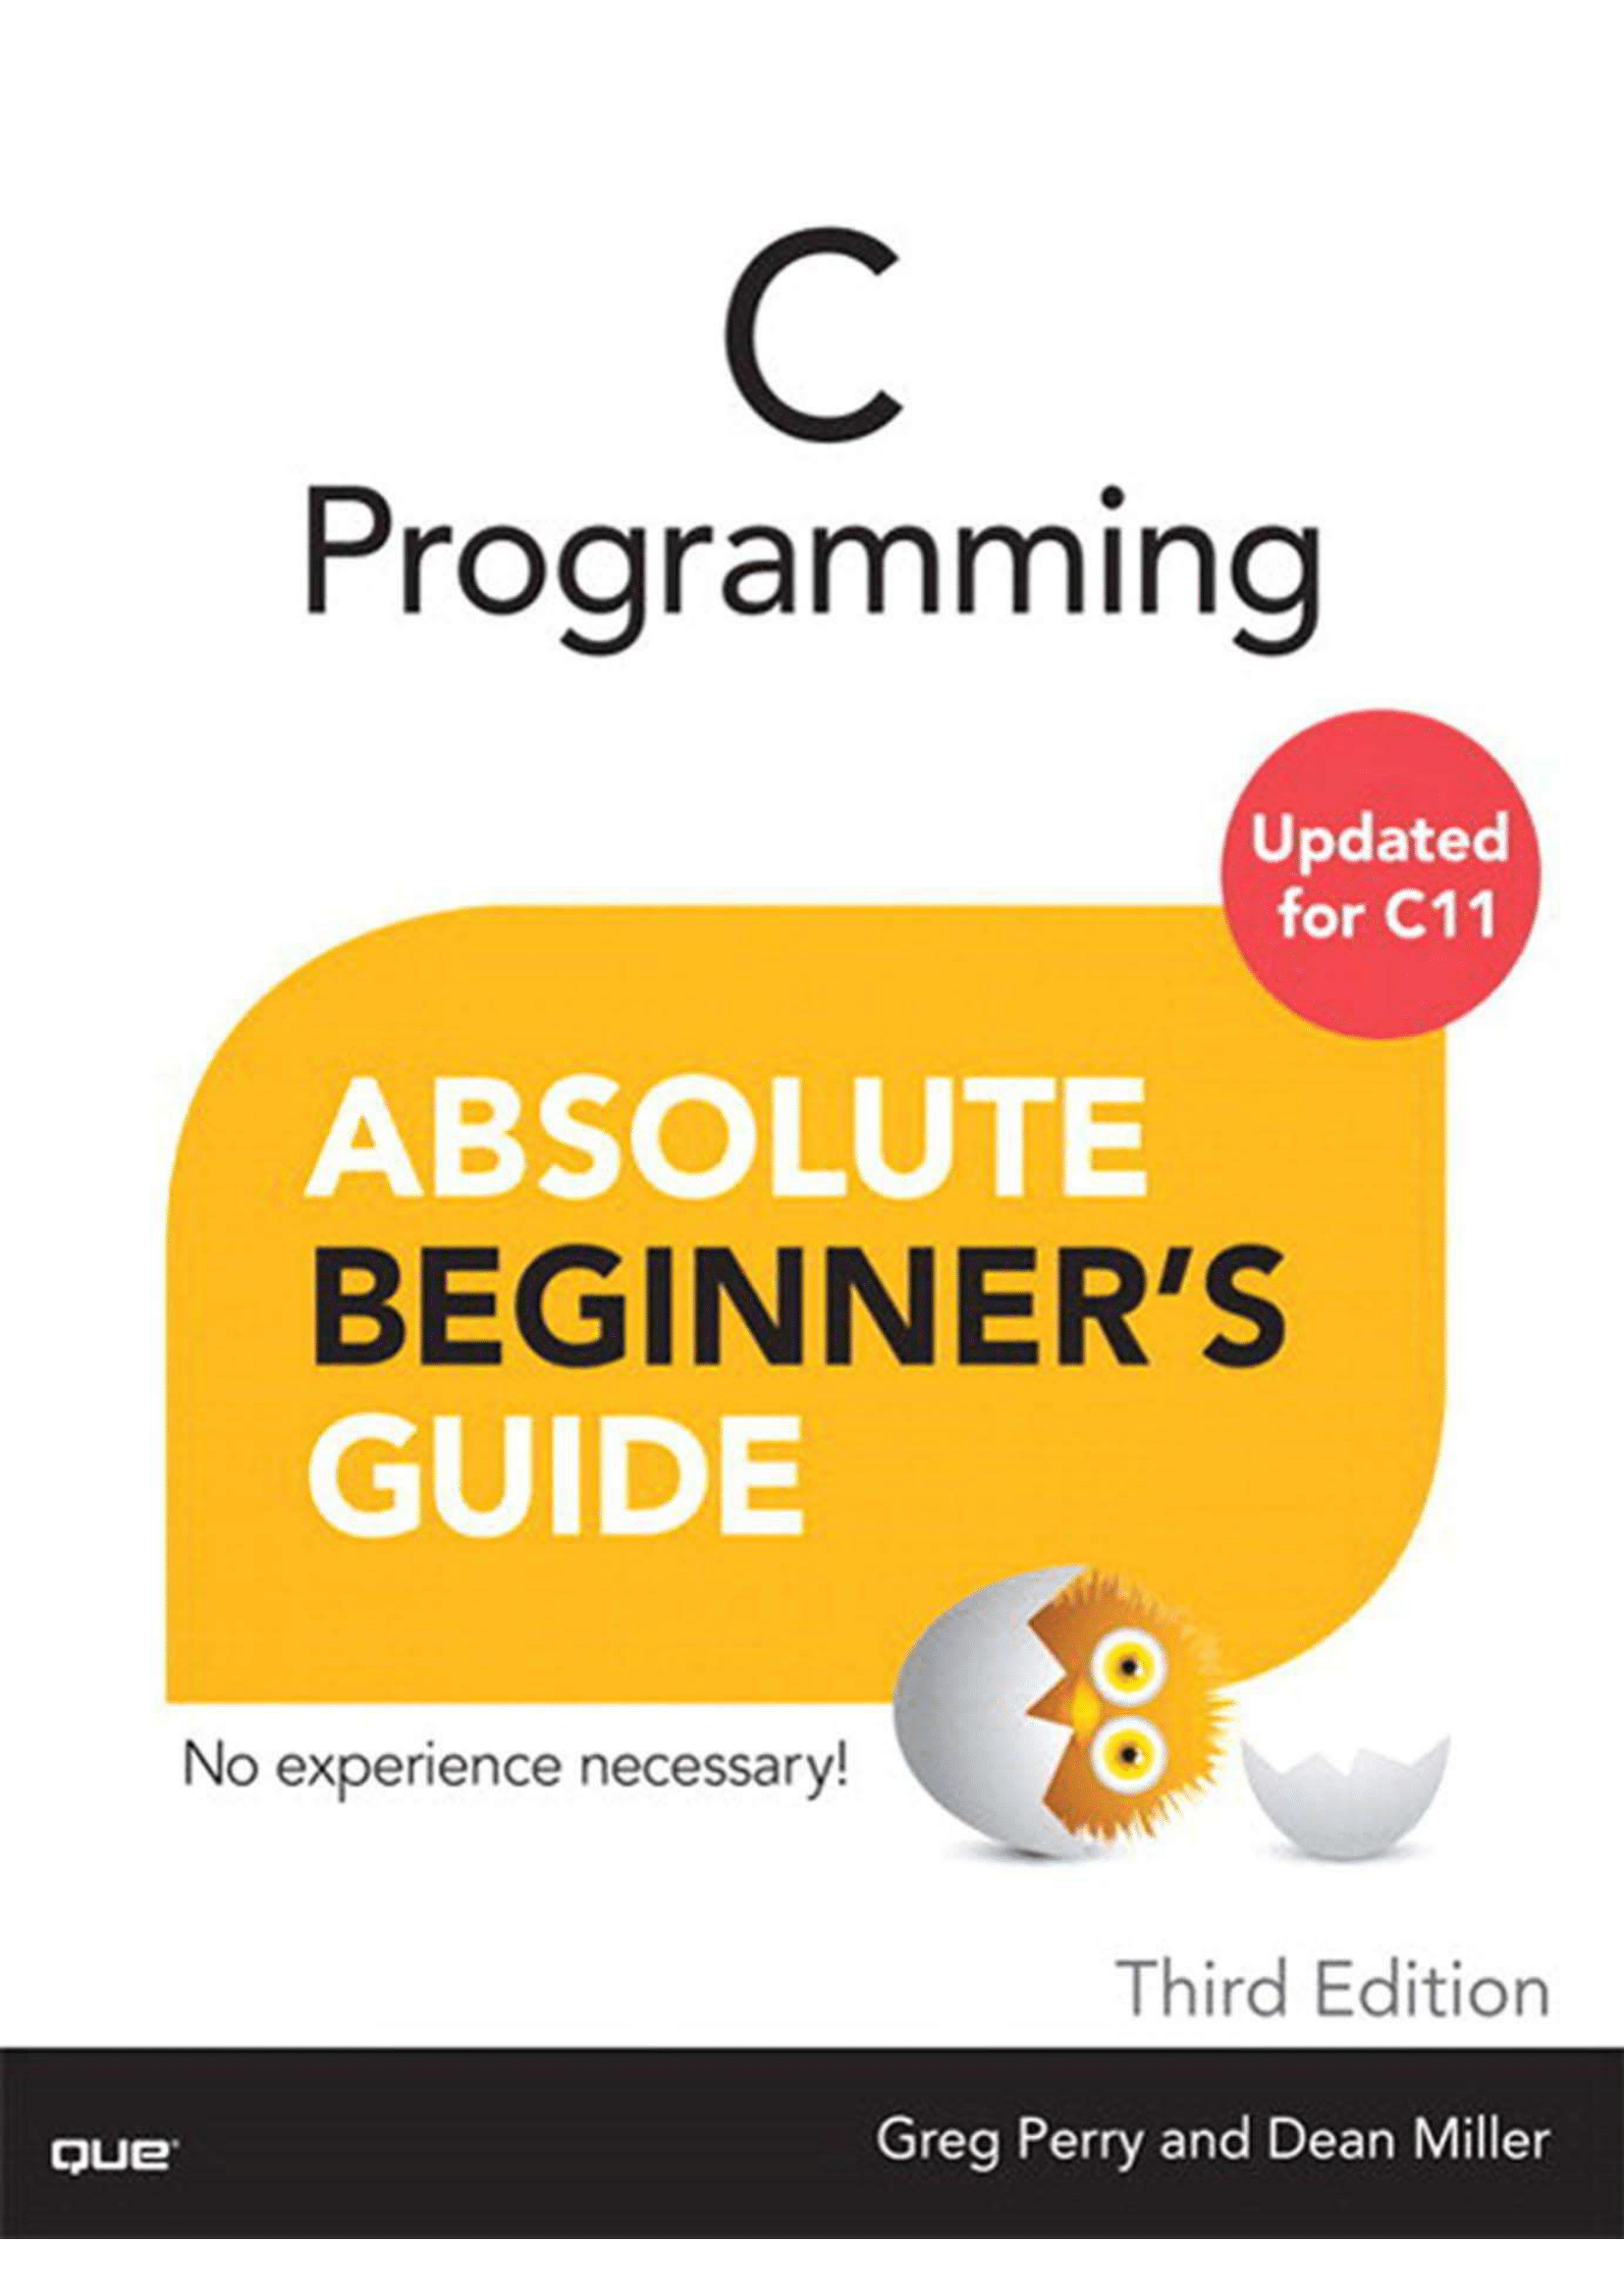 C
Programming
Updated
for C11
ABSOLUTE
BEGINNER'S
GUIDE
No experience necessary!
Third Edition
que®
Greg Perry and Dean Miller